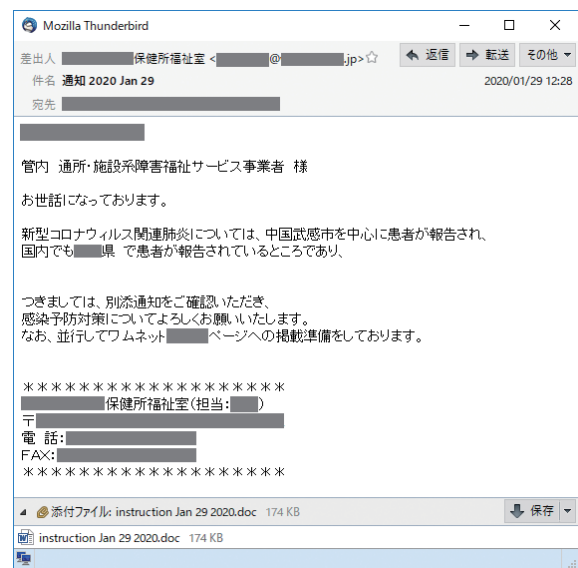 Mozilla Thunderbird
差出人 保健所福祉室 < @ .jp>☆ 返信 転送 その他
件名 通知 2020 Jan 29 2020/01/29 12:28
宛先
管内 通所・施設系障害福祉サービス事業者 様
お世話になっております。
新型コロナウィルス関連肺炎については、中国武感市を中心に患者が報告され、
国内でも 県 で患者が報告されているところであり、
つきましては、別添通知をご確認いただき、
感染予防対策についてよろしくお願いいたします。
なお、並行してワムネット ページへの掲載準備をしております。
＊＊＊＊＊＊＊＊＊＊＊＊＊＊＊＊＊＊＊
保健所福祉室(担当: )
〒
電 話:
FAX:
＊＊＊＊＊＊＊＊＊＊＊＊＊＊＊＊＊＊＊
添付ファイル: instruction Jan 29 2020.doc 174 KB 保存
instruction Jan 29 2020.doc 174 KB